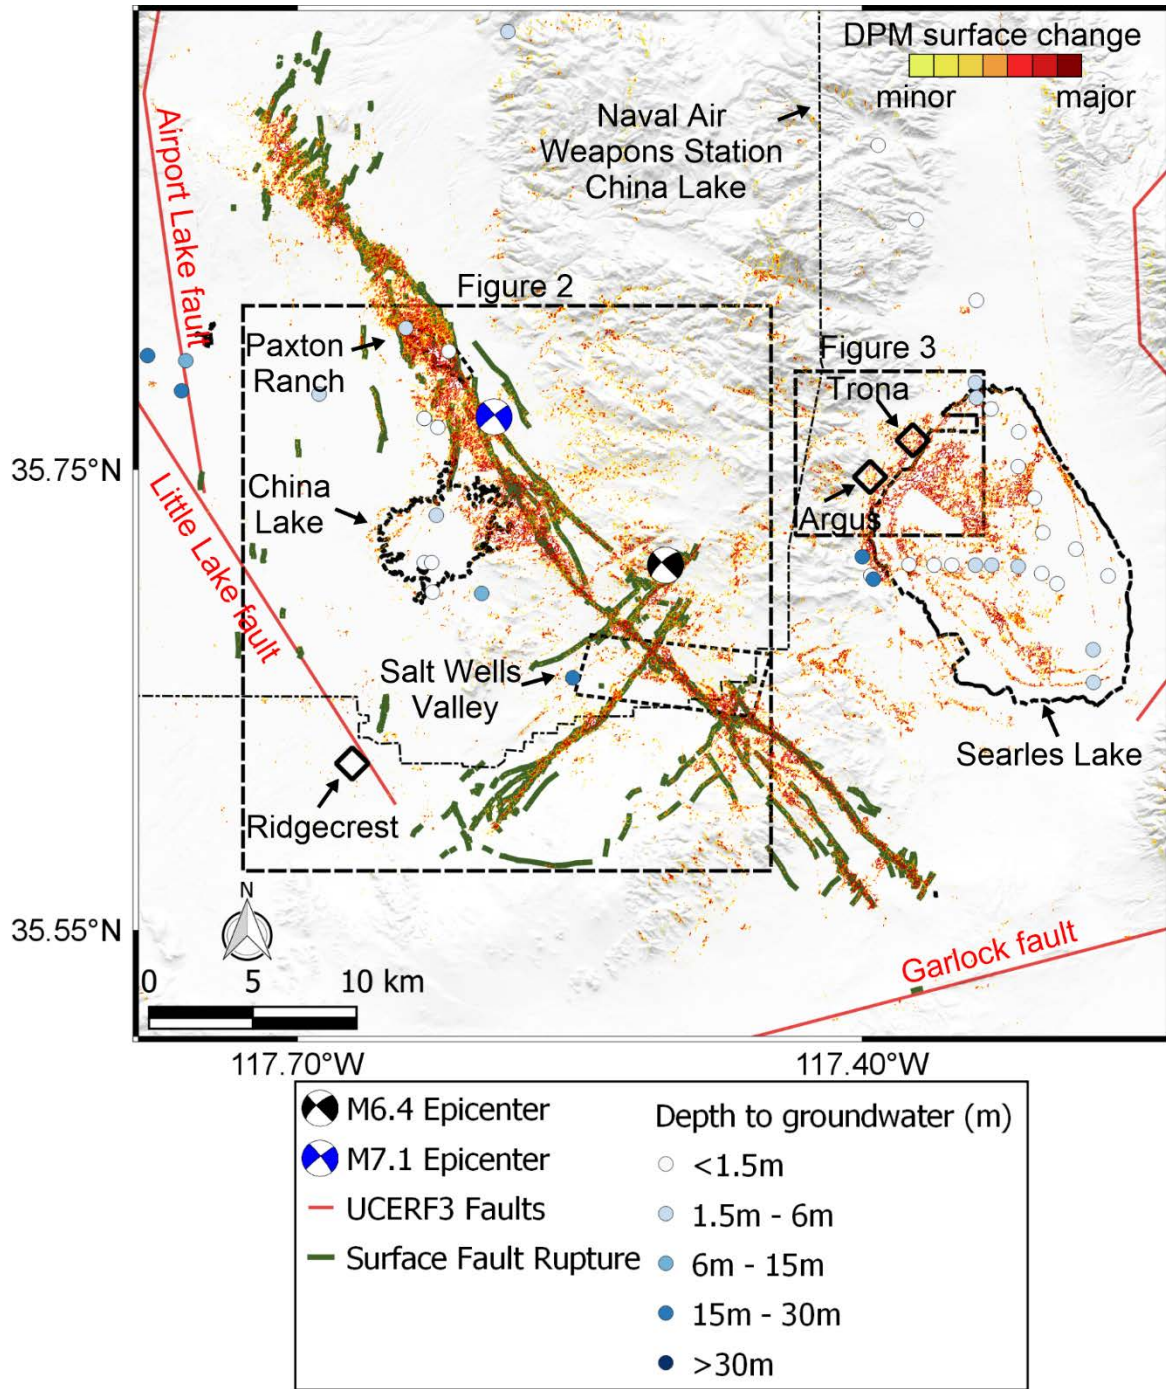 DPM surface change
minor major
Naval Air
Weapons Station
China Lake
Airport Lake fault
Figure 2
Paxton
Ranch
Figure 3
Trona
35.75°N
China
Lake
Argus
Little Lake fault
Salt Wells
Valley
Searles Lake
Ridgecrest
N
35.55°N
Garlock fault
0 5 10 km
117.70°W 117.40°W
M6.4 Epicenter
M7.1 Epicenter
UCERF3 Faults
Surface Fault Rupture
Depth to groundwater (m)
<1.5m
1.5m - 6m
6m - 15m
15m - 30m
>30m